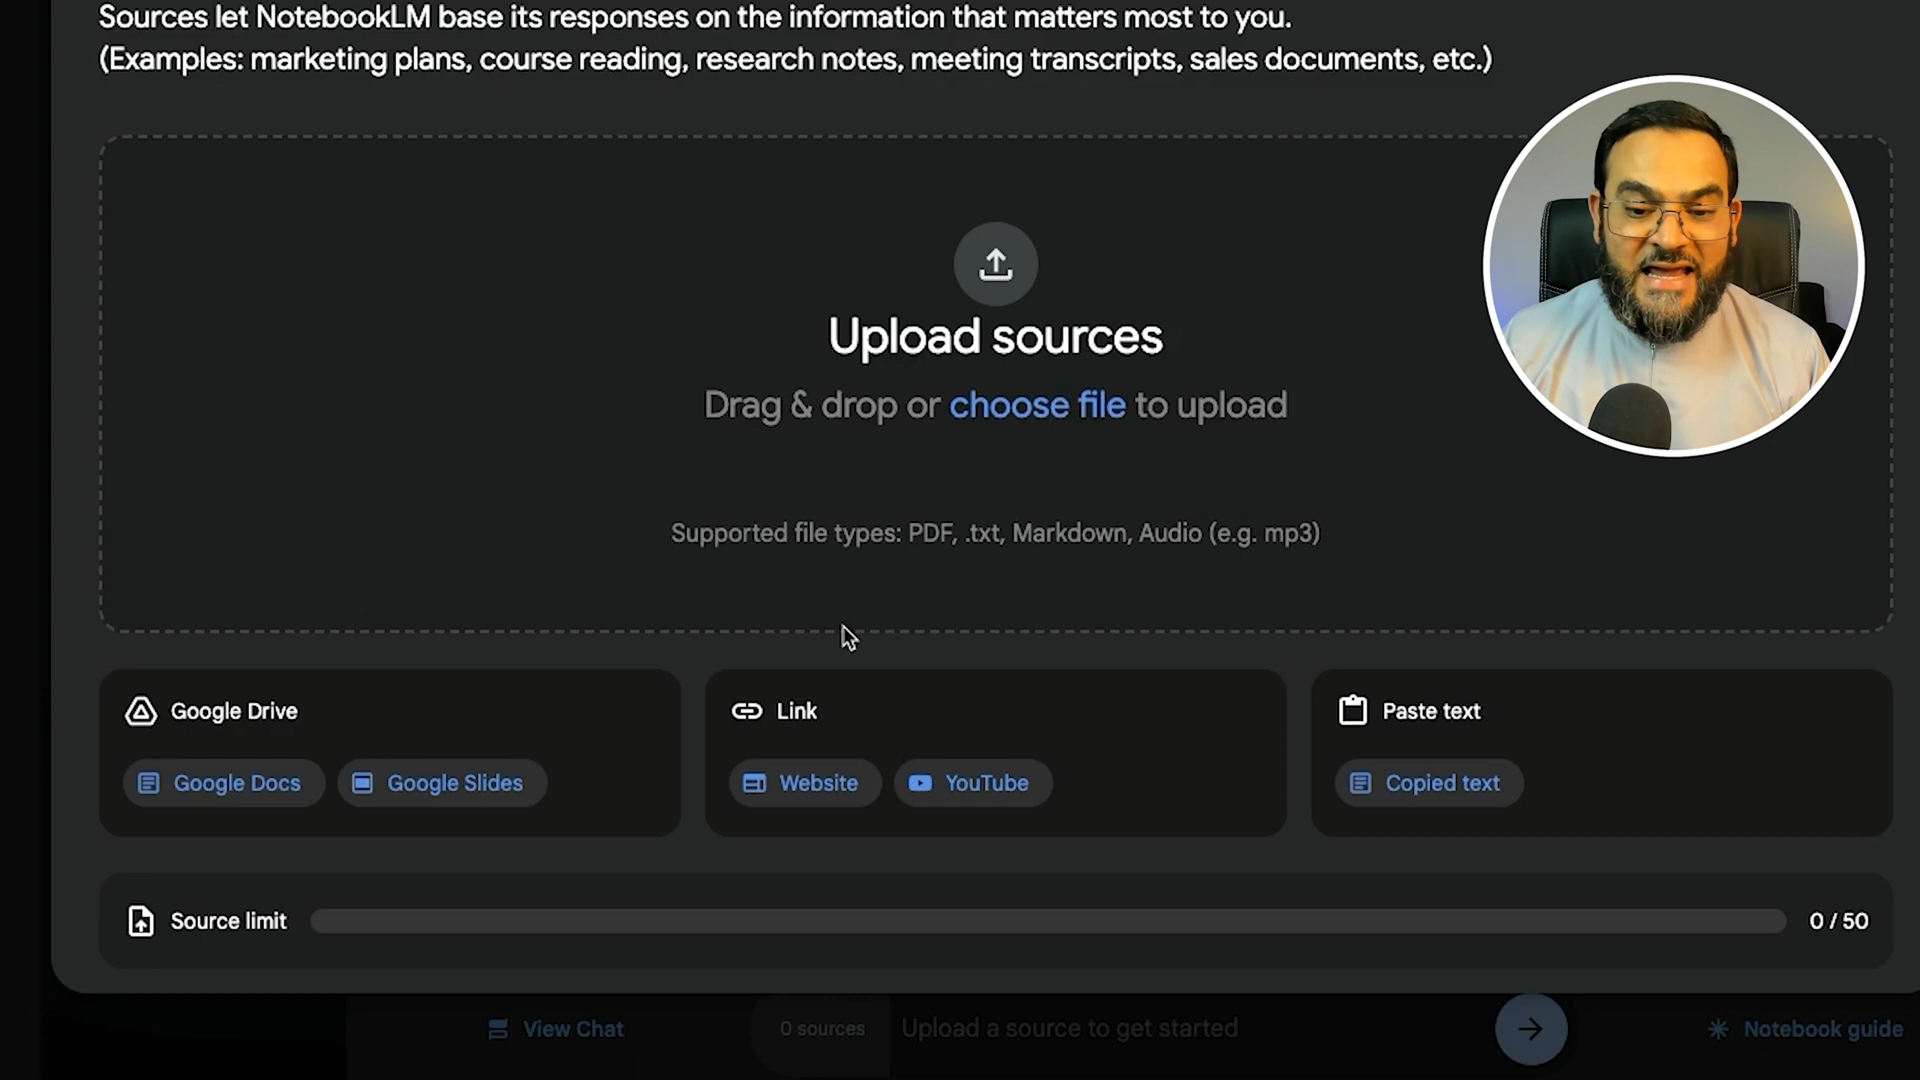 Sources let NotebookLM base its responses on the information that matters most to you.
(Examples: marketing plans, course reading, research notes, meeting transcripts, sales documents, etc.)
Upload sources
Drag & drop or choose file to upload
Supported file types: PDF, .txt, Markdown, Audio (e.g. mp3)
Google Drive
Google Docs
Google Slides
Link
Website
YouTube
Paste text
Copied text
Source limit
0 / 50
View Chat
0 sources
Upload a source to get started
Notebook guide